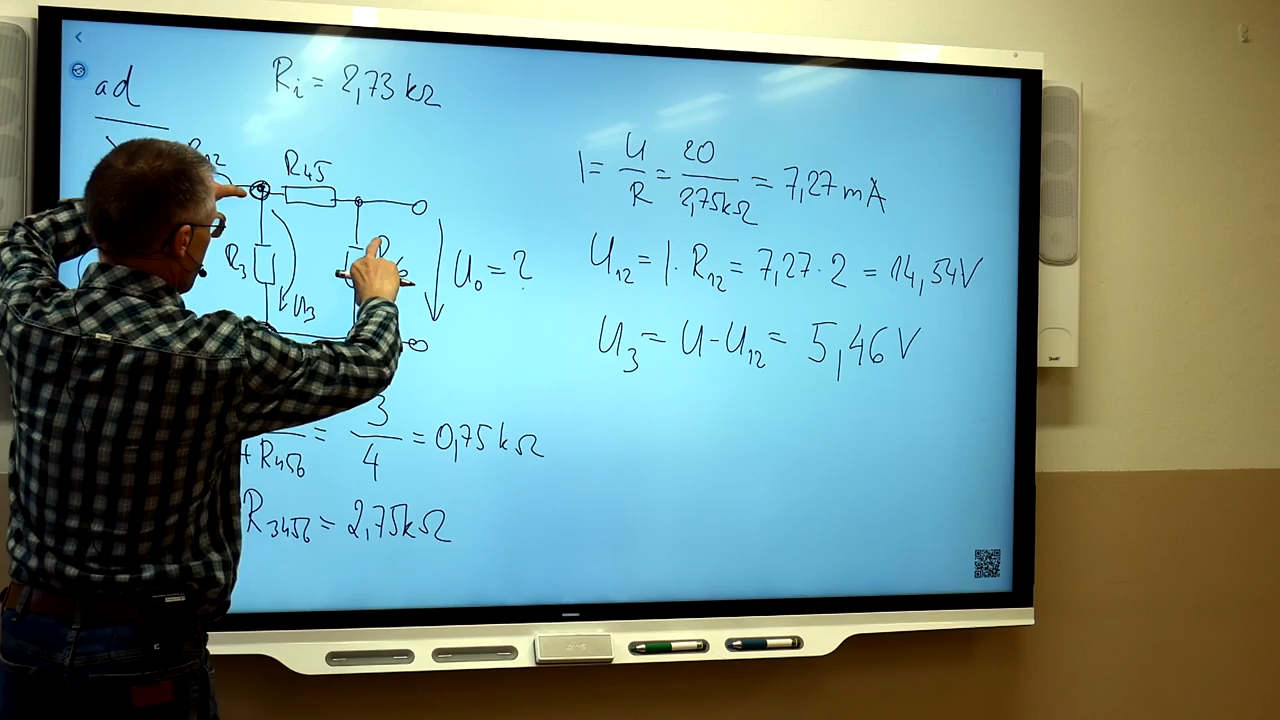 ad
Ri = 2,73 kΩ
R45
R3
U3
U0 = ?
I = U/R = 20/2,75kΩ = 7,27 mA
U12 = I · R12 = 7,27 · 2 = 14,54V
U3 = U - U12 = 5,46 V
+ R456 = 3/4 = 0,75 kΩ
R3456 = 2,75kΩ